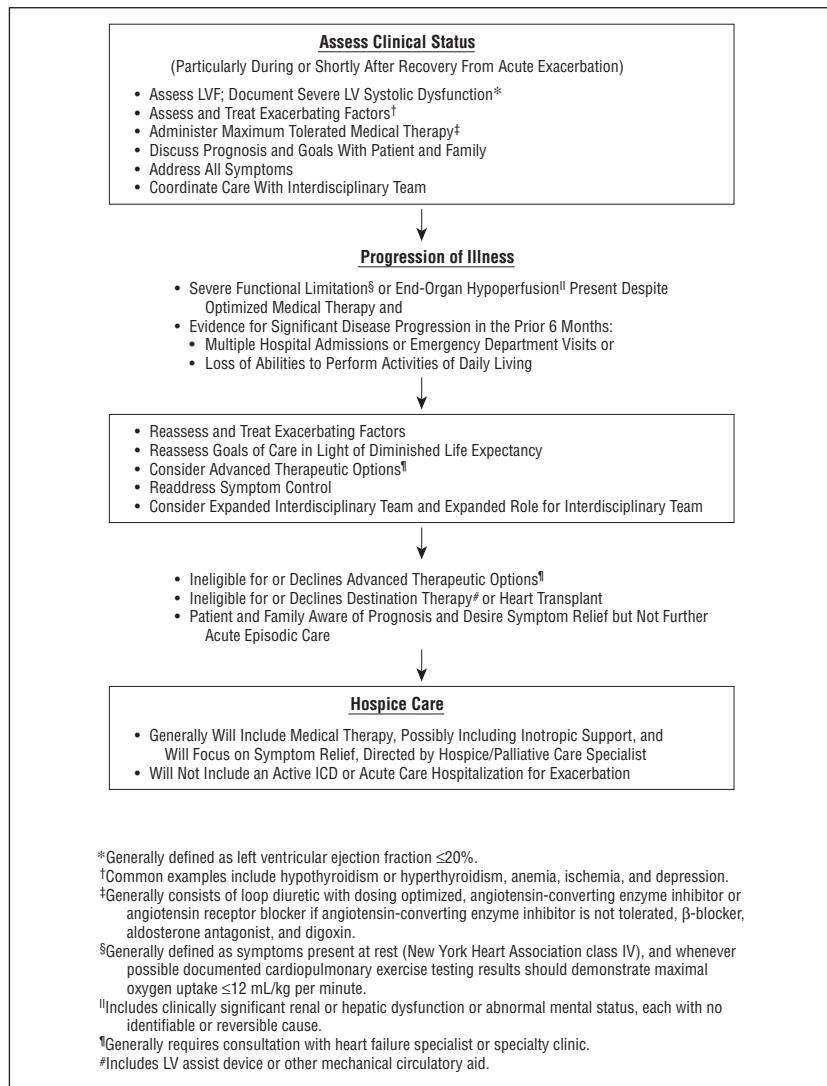 Assess Clinical Status
(Particularly During or Shortly After Recovery From Acute Exacerbation)
• Assess LVF; Document Severe LV Systolic Dysfunction*
• Assess and Treat Exacerbating Factors†
• Administer Maximum Tolerated Medical Therapy‡
• Discuss Prognosis and Goals With Patient and Family
• Address All Symptoms
• Coordinate Care With Interdisciplinary Team
Progression of Illness
• Severe Functional Limitation§ or End-Organ Hypoperfusion|| Present Despite
Optimized Medical Therapy and
• Evidence for Significant Disease Progression in the Prior 6 Months:
• Multiple Hospital Admissions or Emergency Department Visits or
• Loss of Abilities to Perform Activities of Daily Living
• Reassess and Treat Exacerbating Factors
• Reassess Goals of Care in Light of Diminished Life Expectancy
• Consider Advanced Therapeutic Options¶
• Readdress Symptom Control
• Consider Expanded Interdisciplinary Team and Expanded Role for Interdisciplinary Team
• Ineligible for or Declines Advanced Therapeutic Options¶
• Ineligible for or Declines Destination Therapy# or Heart Transplant
• Patient and Family Aware of Prognosis and Desire Symptom Relief but Not Further
Acute Episodic Care
Hospice Care
• Generally Will Include Medical Therapy, Possibly Including Inotropic Support, and
Will Focus on Symptom Relief, Directed by Hospice/Palliative Care Specialist
• Will Not Include an Active ICD or Acute Care Hospitalization for Exacerbation
*Generally defined as left ventricular ejection fraction ≤20%.
†Common examples include hypothyroidism or hyperthyroidism, anemia, ischemia, and depression.
‡Generally consists of loop diuretic with dosing optimized, angiotensin-converting enzyme inhibitor or
angiotensin receptor blocker if angiotensin-converting enzyme inhibitor is not tolerated, β-blocker,
aldosterone antagonist, and digoxin.
§Generally defined as symptoms present at rest (New York Heart Association class IV), and whenever
possible documented cardiopulmonary exercise testing results should demonstrate maximal
oxygen uptake ≤12 mL/kg per minute.
||Includes clinically significant renal or hepatic dysfunction or abnormal mental status, each with no
identifiable or reversible cause.
¶Generally requires consultation with heart failure specialist or specialty clinic.
#Includes LV assist device or other mechanical circulatory aid.